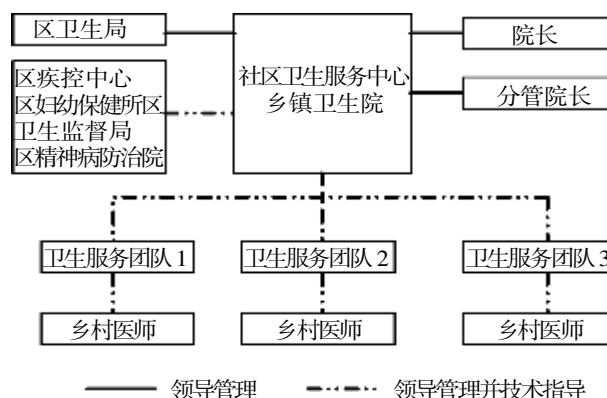 区卫生局
区疾控中心
区妇幼保健所区
卫生监督局
区精神病防治院
社区卫生服务中心
乡镇卫生院
院长
分管院长
卫生服务团队1
卫生服务团队2
卫生服务团队3
乡村医师
乡村医师
乡村医师
领导管理
领导管理并技术指导